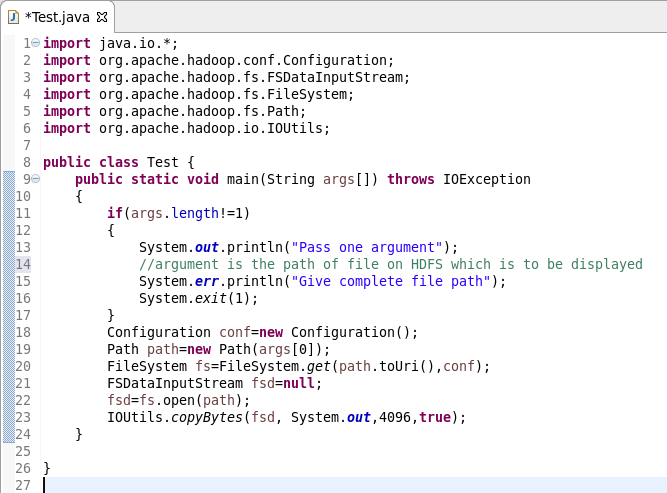 *Test.java
1 import java.io.*;
2 import org.apache.hadoop.conf.Configuration;
3 import org.apache.hadoop.fs.FSDataInputStream;
4 import org.apache.hadoop.fs.FileSystem;
5 import org.apache.hadoop.fs.Path;
6 import org.apache.hadoop.io.IOUtils;
7
8 public class Test {
9     public static void main(String args[]) throws IOException
10     {
11         if(args.length!=1)
12         {
13             System.out.println("Pass one argument");
14             //argument is the path of file on HDFS which is to be displayed
15             System.err.println("Give complete file path");
16             System.exit(1);
17         }
18         Configuration conf=new Configuration();
19         Path path=new Path(args[0]);
20         FileSystem fs=FileSystem.get(path.toUri(),conf);
21         FSDataInputStream fsd=null;
22         fsd=fs.open(path);
23         IOUtils.copyBytes(fsd, System.out,4096,true);
24     }
25
26 }
27